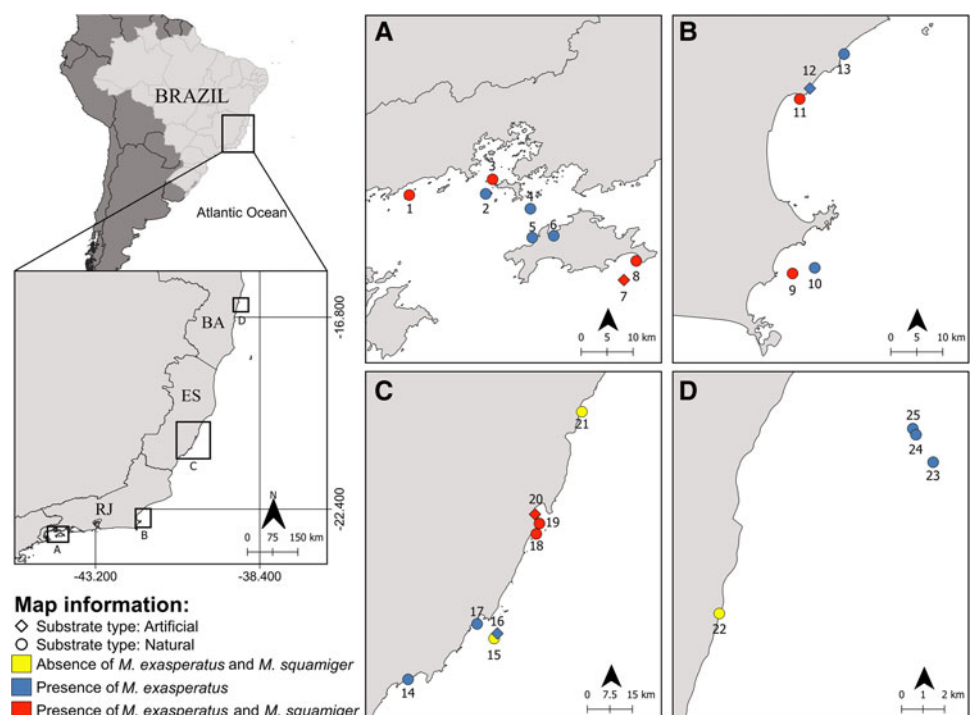 BRAZIL
Atlantic Ocean
BA
D
-16.800
ES
C
N
RJ
-22.400
A
B
0 75 150 km
-43.200
-38.400
Map information:
Substrate type: Artificial
Substrate type: Natural
Absence of M. exasperatus and M. squamiger
Presence of M. exasperatus
Presence of M. exasperatus and M. squamiger
A
3
1
2
4
5
6
8
7
0 5 10 km
B
13
12
11
9
10
0 5 10 km
C
21
20
19
18
17
16
15
14
0 7.5 15 km
D
25
24
23
22
0 1 2 km